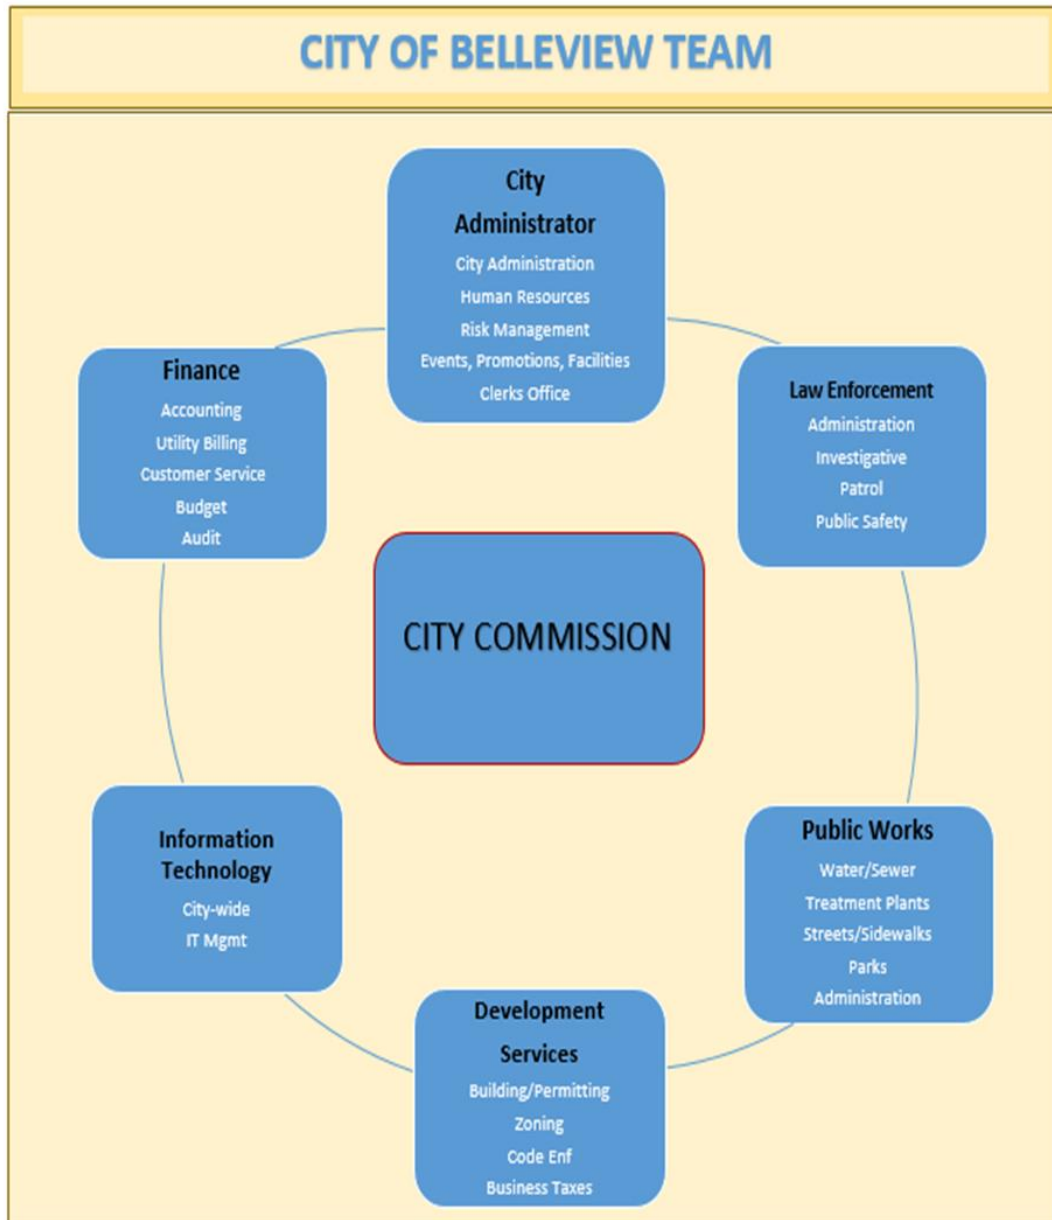 CITY OF BELLEVIEW TEAM
City
Administrator
City Administration
Human Resources
Risk Management
Events, Promotions, Facilities
Clerks Office
Finance
Accounting
Utility Billing
Customer Service
Budget
Audit
Law Enforcement
Administration
Investigative
Patrol
Public Safety
CITY COMMISSION
Information
Technology
City-wide
IT Mgmt
Public Works
Water/Sewer
Treatment Plants
Streets/Sidewalks
Parks
Administration
Development
Services
Building/Permitting
Zoning
Code Enf
Business Taxes